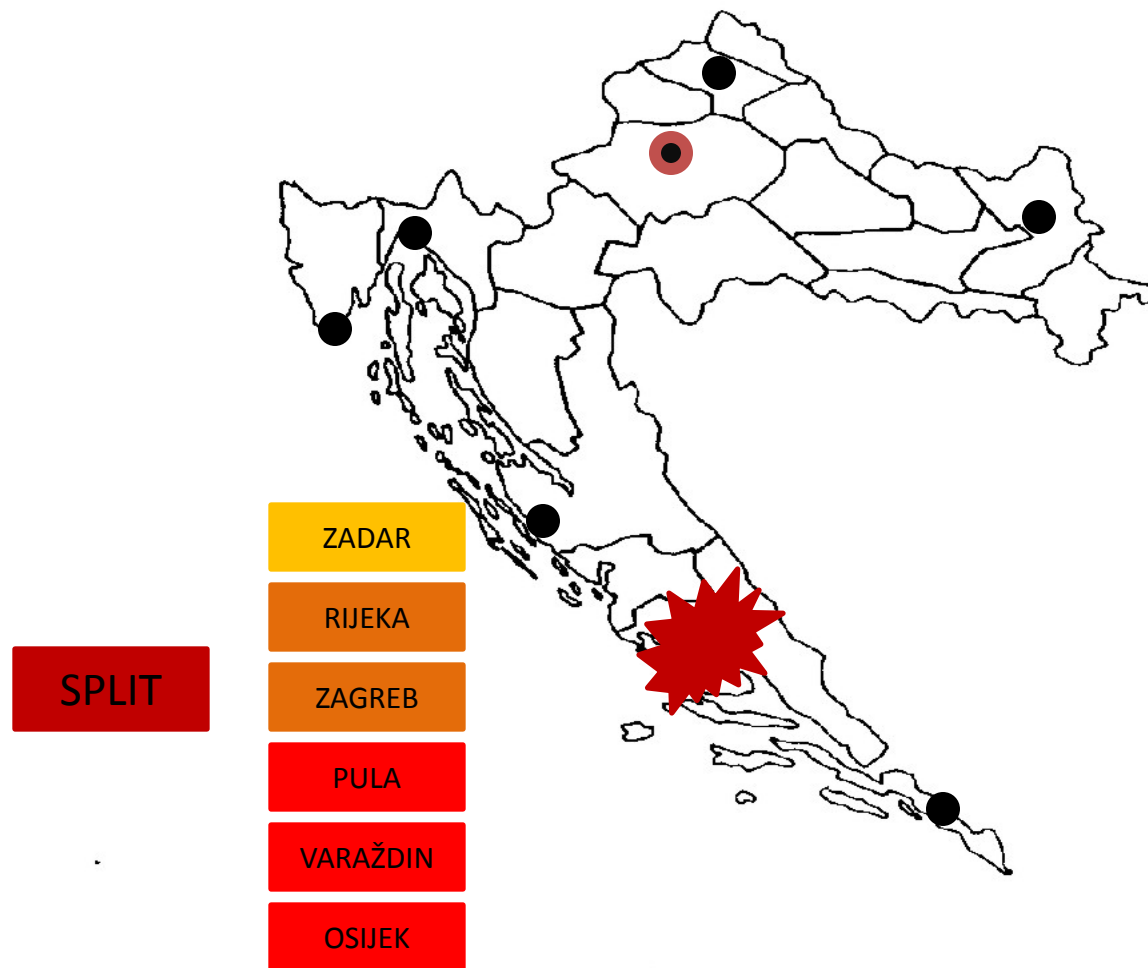 ZADAR
RIJEKA
SPLIT
ZAGREB
PULA
VARAŽDIN
OSIJEK